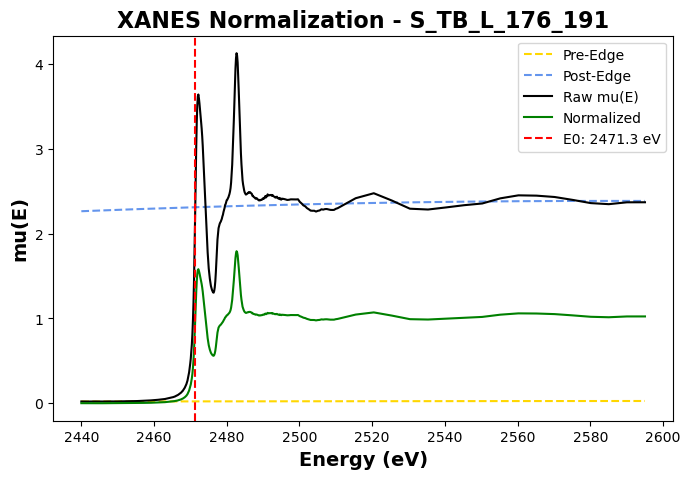 XANES Normalization - S_TB_L_176_191
Pre-Edge
Post-Edge
Raw mu(E)
Normalized
E0: 2471.3 eV
mu(E)
4
3
2
1
0
2440 2460 2480 2500 2520 2540 2560 2580 2600
Energy (eV)